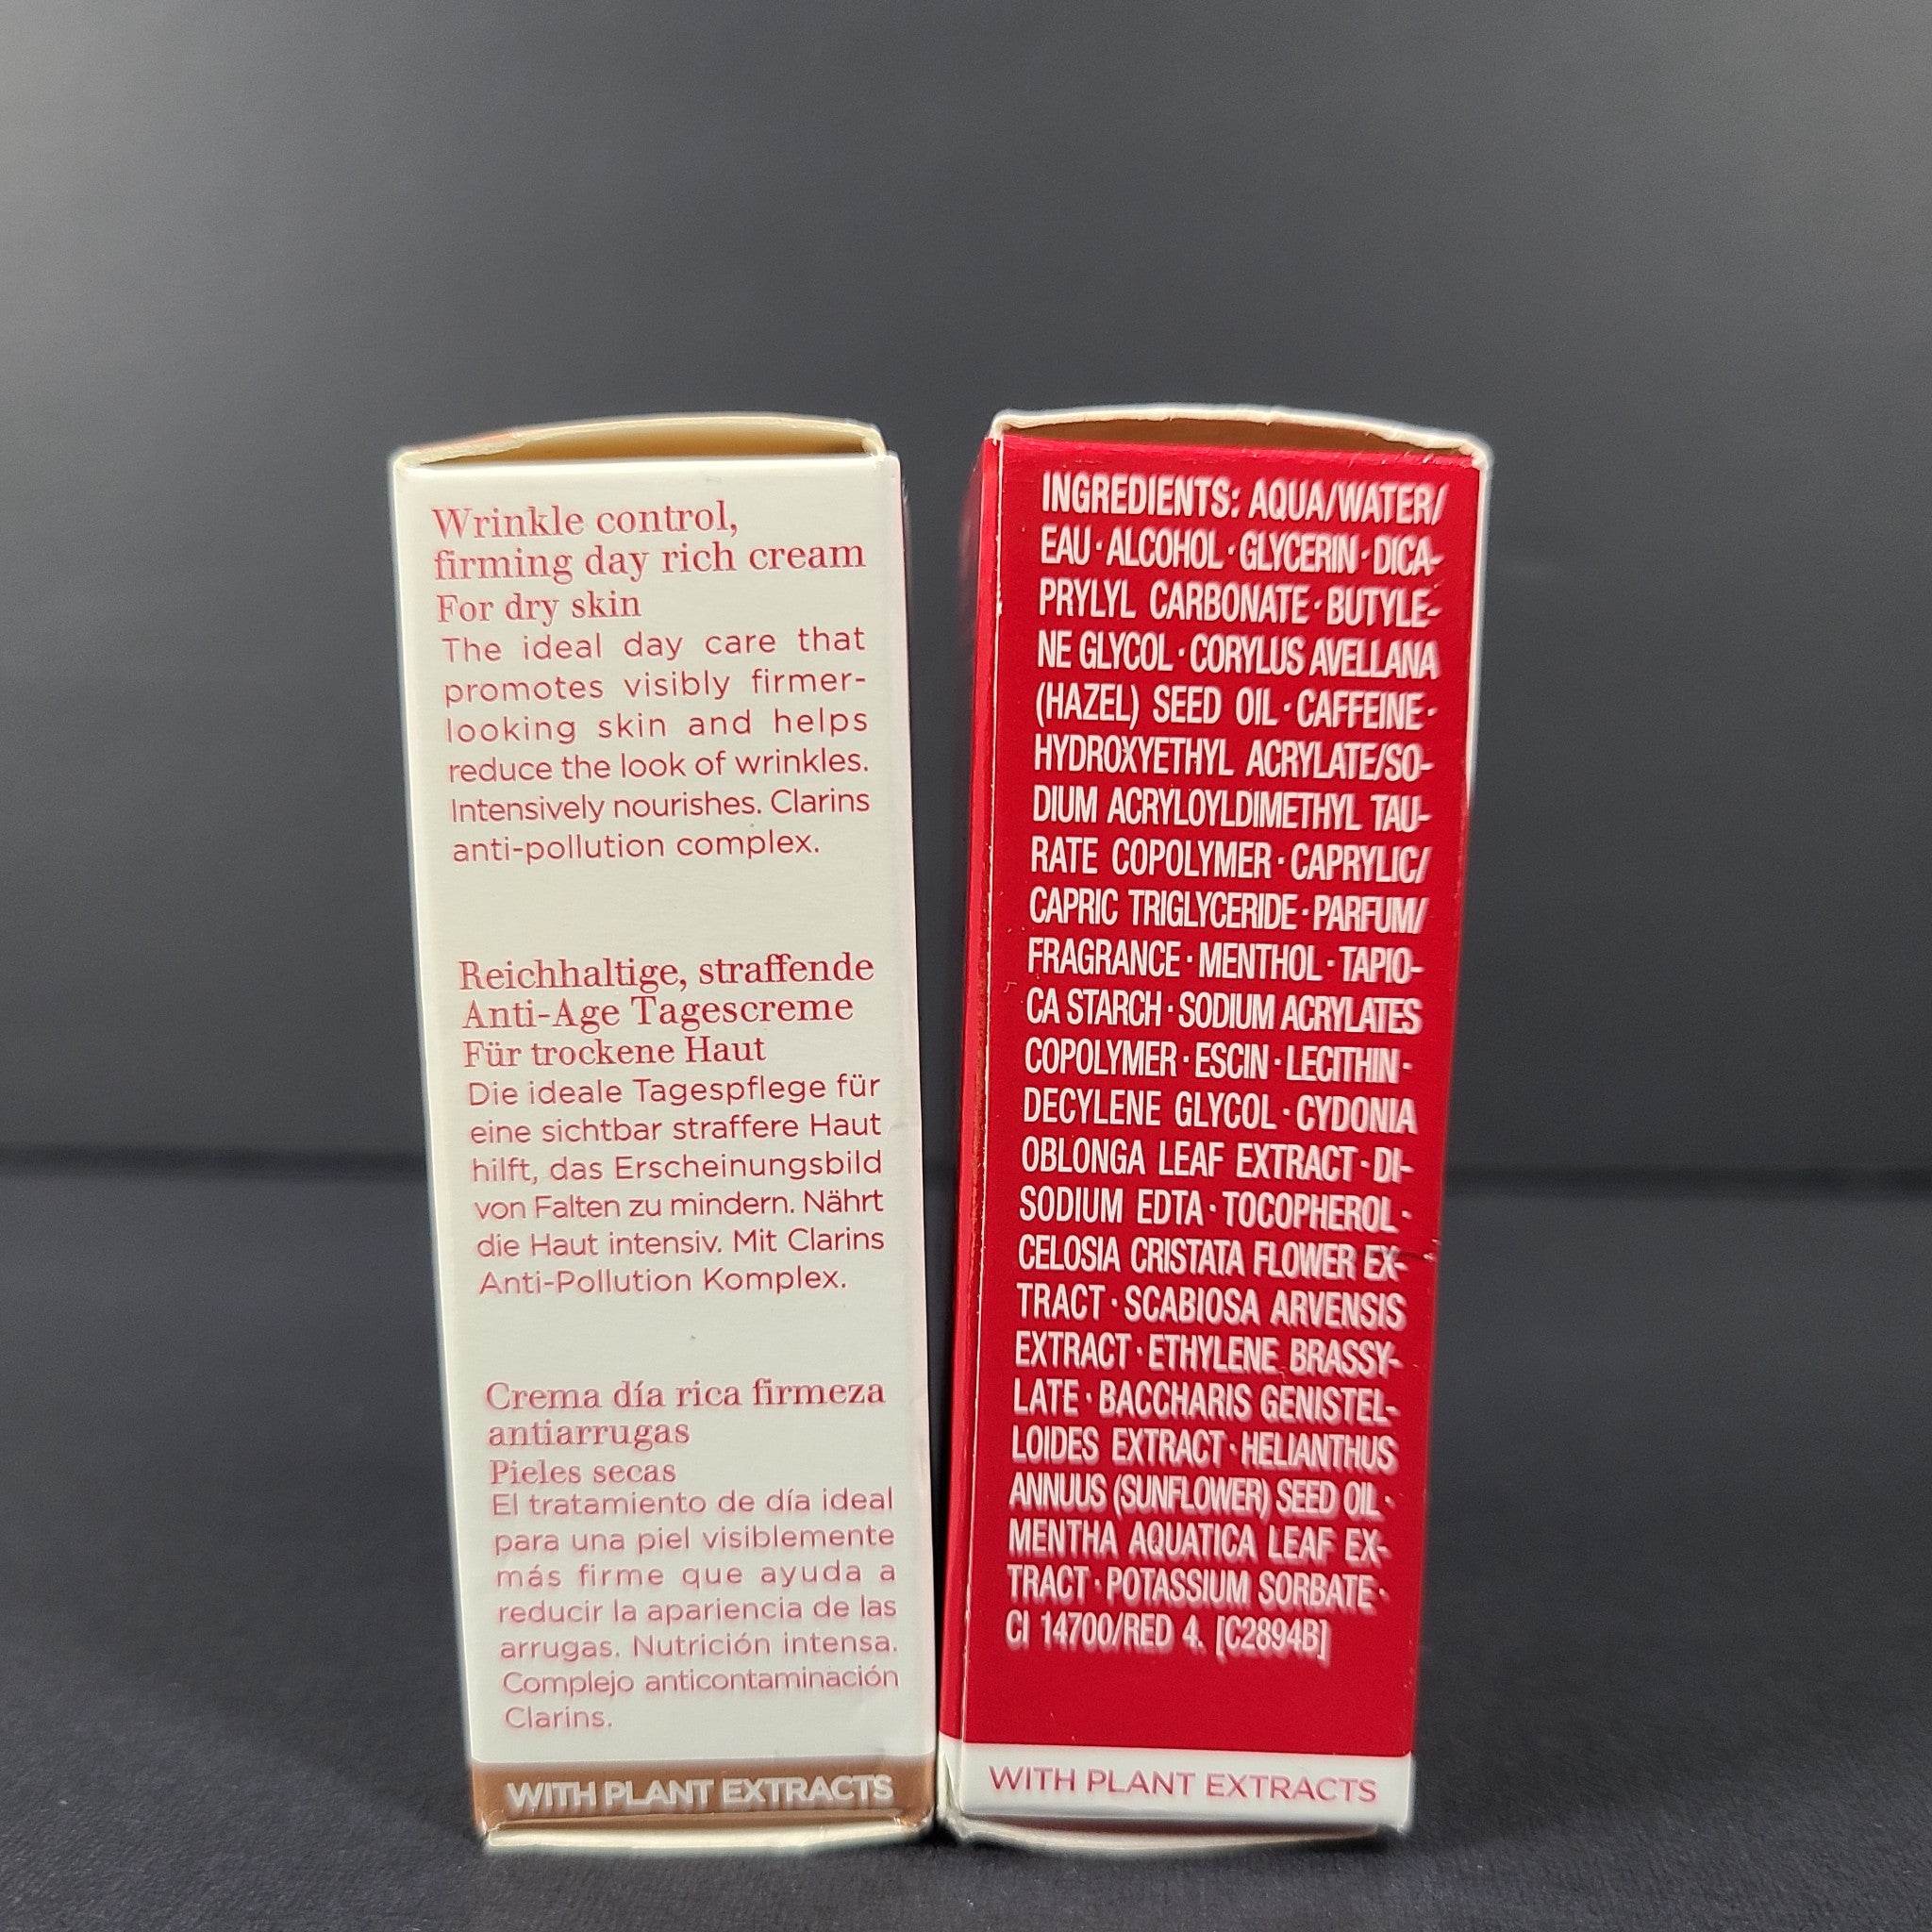 Wrinkle control,
firming day rich cream
For dry skin
The ideal day care that
promotes visibly firmer-
looking skin and helps
reduce the look of wrinkles.
Intensively nourishes. Clarins
anti-pollution complex.
Reichhaltige, straffende
Anti-Age Tagescreme
Für trockene Haut
Die ideale Tagespflege für
eine sichtbar straffere Haut
hilft, das Erscheinungsbild
von Falten zu mindern. Nährt
die Haut intensiv. Mit Clarins
Anti-Pollution Komplex.
Crema día rica firmeza
antiarrugas
Pieles secas
El tratamiento de día ideal
para una piel visiblemente
más firme que ayuda a
reducir la apariencia de las
arrugas. Nutrición intensa.
Complejo anticontaminación
Clarins.
WITH PLANT EXTRACTS
INGREDIENTS: AQUA/WATER/
EAU · ALCOHOL · GLYCERIN · DICA-
PRYLYL CARBONATE · BUTYLE-
NE GLYCOL · CORYLUS AVELLANA
(HAZEL) SEED OIL · CAFFEINE ·
HYDROXYETHYL ACRYLATE/SO-
DIUM ACRYLOYLDIMETHYL TAU-
RATE COPOLYMER · CAPRYLIC/
CAPRIC TRIGLYCERIDE · PARFUM/
FRAGRANCE · MENTHOL · TAPIO-
CA STARCH · SODIUM ACRYLATES
COPOLYMER · ESCIN · LECITHIN ·
DECYLENE GLYCOL · CYDONIA
OBLONGA LEAF EXTRACT · DI-
SODIUM EDTA · TOCOPHEROL ·
CELOSIA CRISTATA FLOWER EX-
TRACT · SCABIOSA ARVENSIS
EXTRACT · ETHYLENE BRASSY-
LATE · BACCHARIS GENISTEL-
LOIDES EXTRACT · HELIANTHUS
ANNUUS (SUNFLOWER) SEED OIL ·
MENTHA AQUATICA LEAF EX-
TRACT · POTASSIUM SORBATE ·
CI 14700/RED 4. [C2894B]
WITH PLANT EXTRACTS